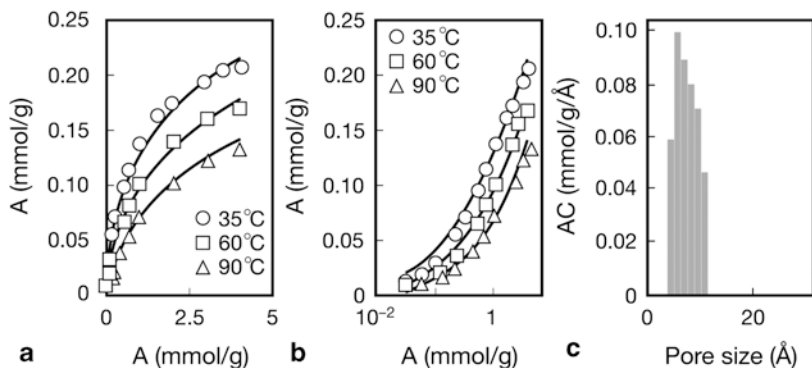 0.25
0.20
0.15
0.10
0.05
0
A (mmol/g)
35°C
60°C
90°C
0 2.5 5
a
A (mmol/g)
0.25
0.20
0.15
0.10
0.05
0
A (mmol/g)
35°C
60°C
90°C
10⁻² 1
b
A (mmol/g)
0.10
0.08
0.06
0.04
0.02
0
AC (mmol/g/Å)
0 20
c
Pore size (Å)